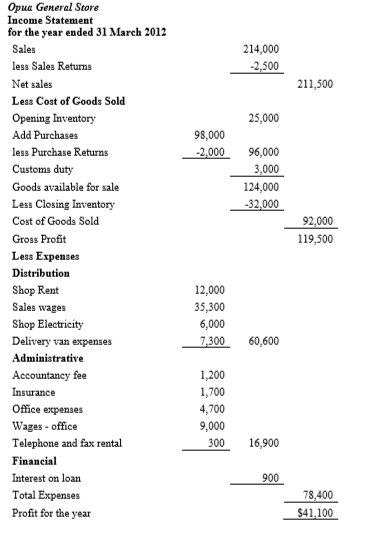 Opua General Store
Income Statement
for the year ended 31 March 2012
Sales 214,000
less Sales Returns -2,500
Net sales 211,500
Less Cost of Goods Sold
Opening Inventory 25,000
Add Purchases 98,000
less Purchase Returns -2,000 96,000
Customs duty 3,000
Goods available for sale 124,000
Less Closing Inventory -32,000
Cost of Goods Sold 92,000
Gross Profit 119,500
Less Expenses
Distribution
Shop Rent 12,000
Sales wages 35,300
Shop Electricity 6,000
Delivery van expenses 7,300 60,600
Administrative
Accountancy fee 1,200
Insurance 1,700
Office expenses 4,700
Wages - office 9,000
Telephone and fax rental 300 16,900
Financial
Interest on loan 900
Total Expenses 78,400
Profit for the year $41,100